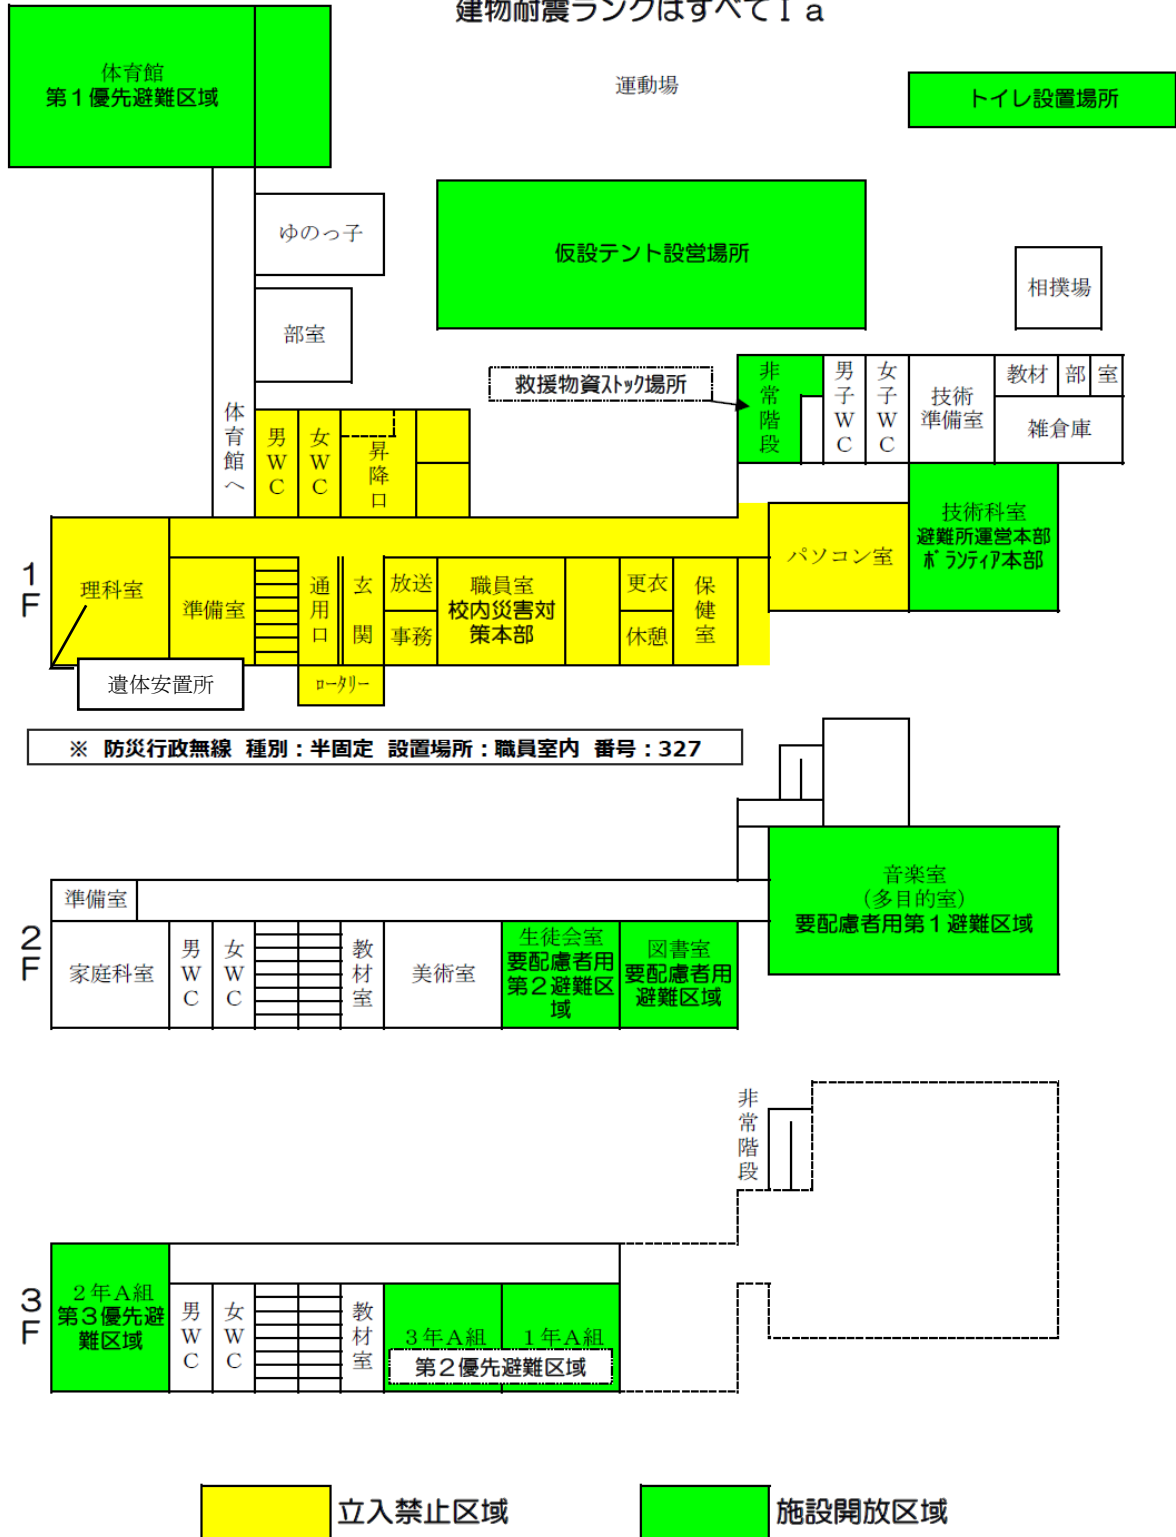 建物耐震ランクはすべてⅠａ
運動場
体育館
第１優先避難区域
トイレ設置場所
ゆのっ子
仮設テント設営場所
相撲場
部室
救援物資ｽﾄｯｸ場所
非常階段
男子ＷＣ
女子ＷＣ
技術
準備室
教材
部
室
雑倉庫
体育館へ
男ＷＣ
女ＷＣ
昇降口
技術科室
避難所運営本部
ﾎﾞﾗﾝﾃｨｱ本部
パソコン室
１Ｆ
理科室
準備室
通用口
玄関
放送
事務
職員室
校内災害対
策本部
更衣
休憩
保健室
遺体安置所
ﾛｰﾀﾘｰ
※ 防災行政無線 種別：半固定 設置場所：職員室内 番号：327
音楽室
（多目的室）
要配慮者用第１避難区域
２Ｆ
準備室
家庭科室
男ＷＣ
女ＷＣ
教材室
美術室
生徒会室
要配慮者用
第２避難区
域
図書室
要配慮者用
避難区域
非常階段
３Ｆ
２年Ａ組
第３優先避
難区域
男ＷＣ
女ＷＣ
教材室
３年Ａ組
１年Ａ組
第２優先避難区域
立入禁止区域
施設開放区域